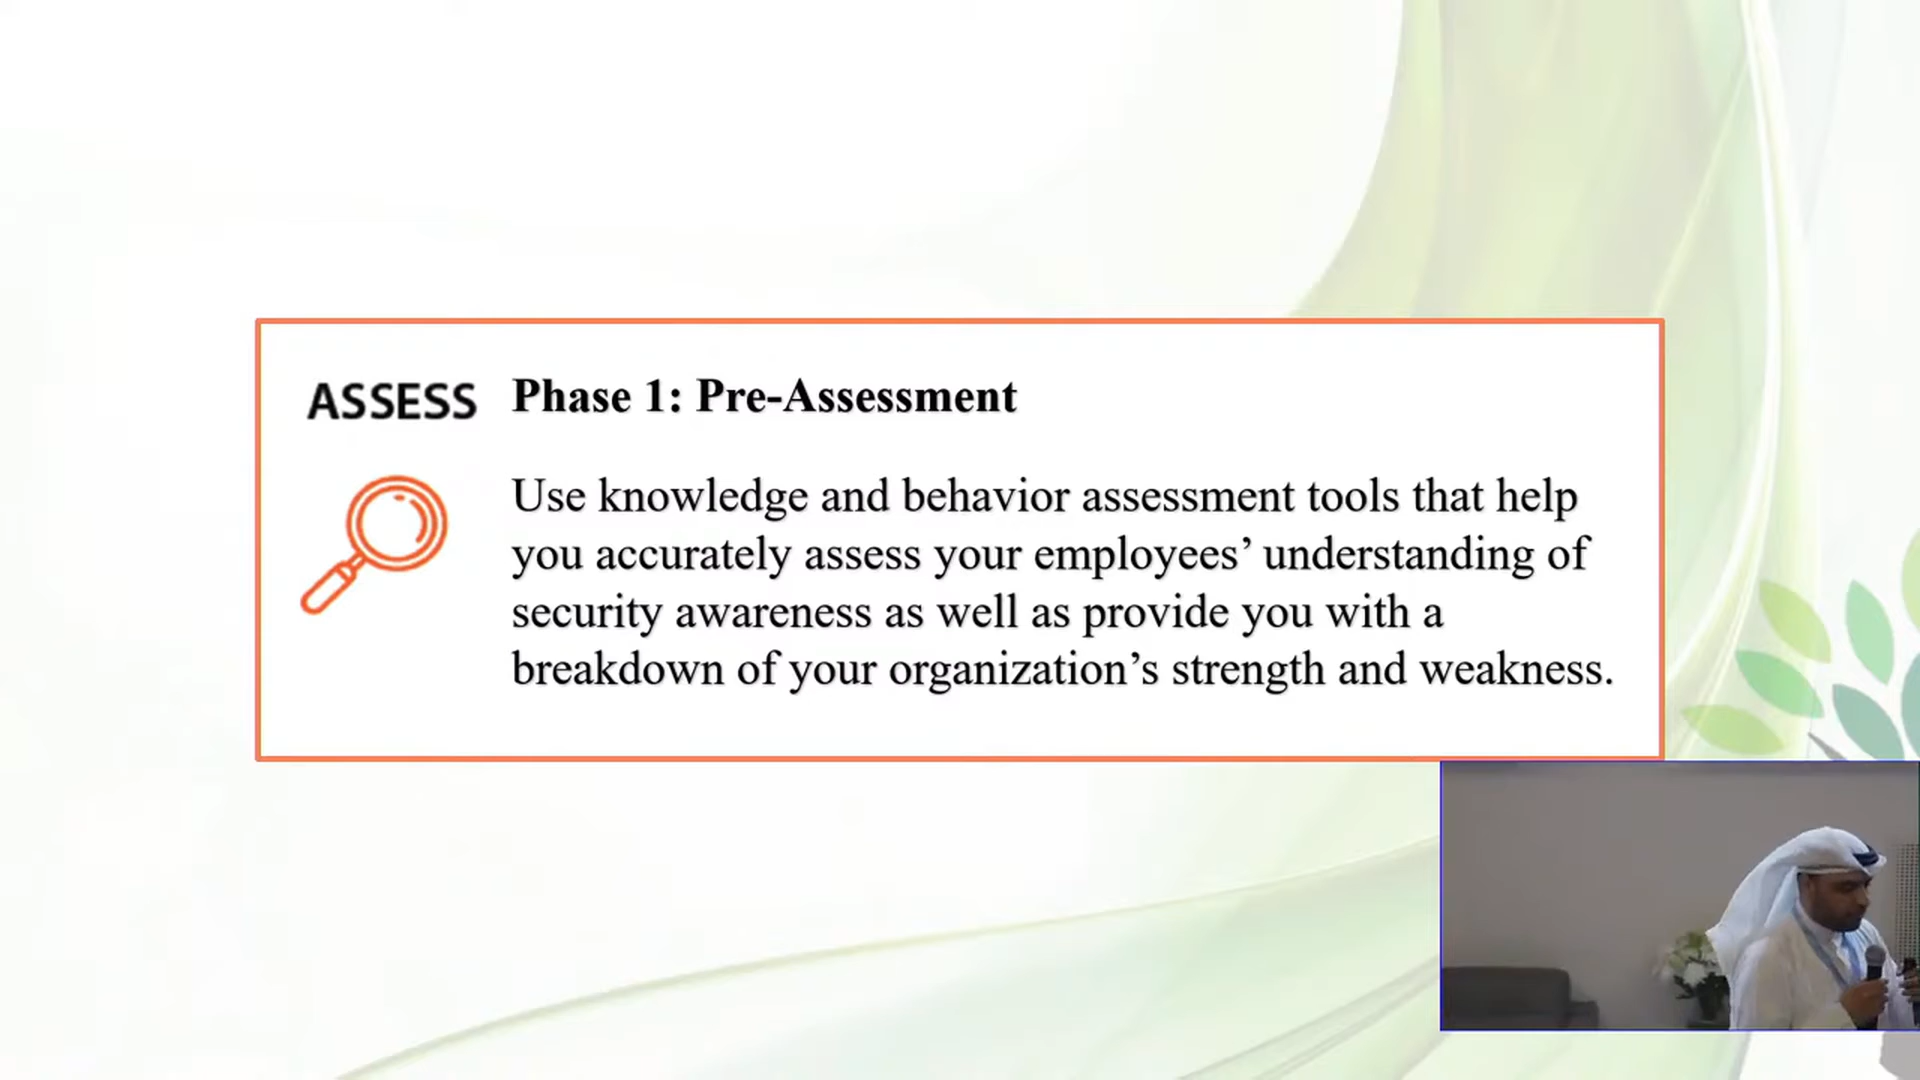 ASSESS
Phase 1: Pre-Assessment
Use knowledge and behavior assessment tools that help
you accurately assess your employees’ understanding of
security awareness as well as provide you with a
breakdown of your organization’s strength and weakness.